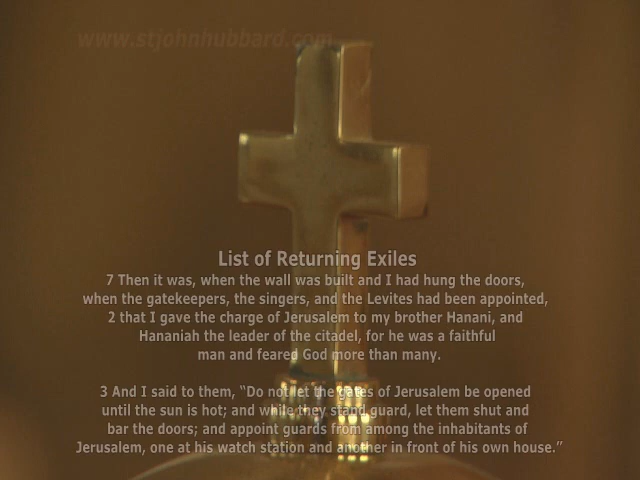 www.stjohnhubbard.com
List of Returning Exiles
7 Then it was, when the wall was built and I had hung the doors,
when the gatekeepers, the singers, and the Levites had been appointed,
2 that I gave the charge of Jerusalem to my brother Hanani, and
Hananiah the leader of the citadel, for he was a faithful
man and feared God more than many.
3 And I said to them, “Do not let the gates of Jerusalem be opened
until the sun is hot; and while they stand guard, let them shut and
bar the doors; and appoint guards from among the inhabitants of
Jerusalem, one at his watch station and another in front of his own house.”